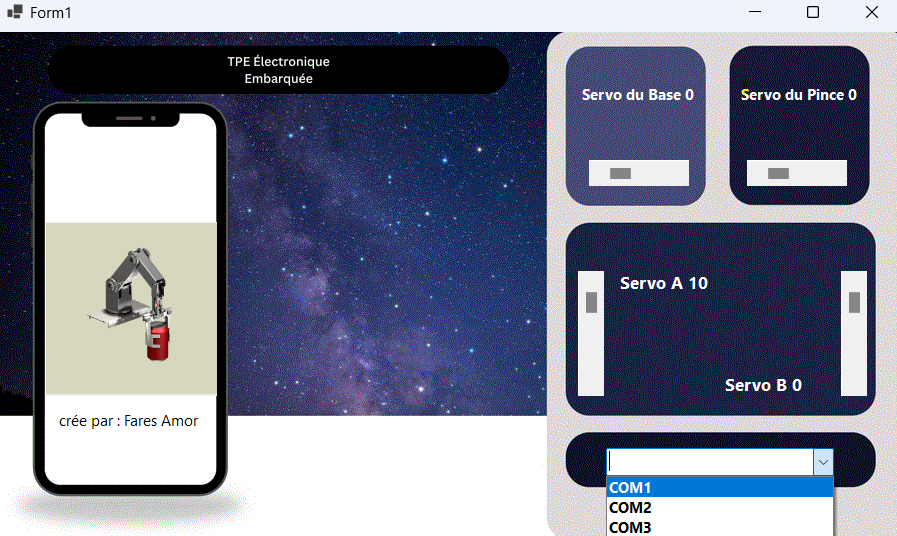 Form1
TPE Électronique
Embarquée
Servo du Base 0
Servo du Pince 0
Servo A 10
Servo B 0
crée par : Fares Amor
COM1
COM2
COM3